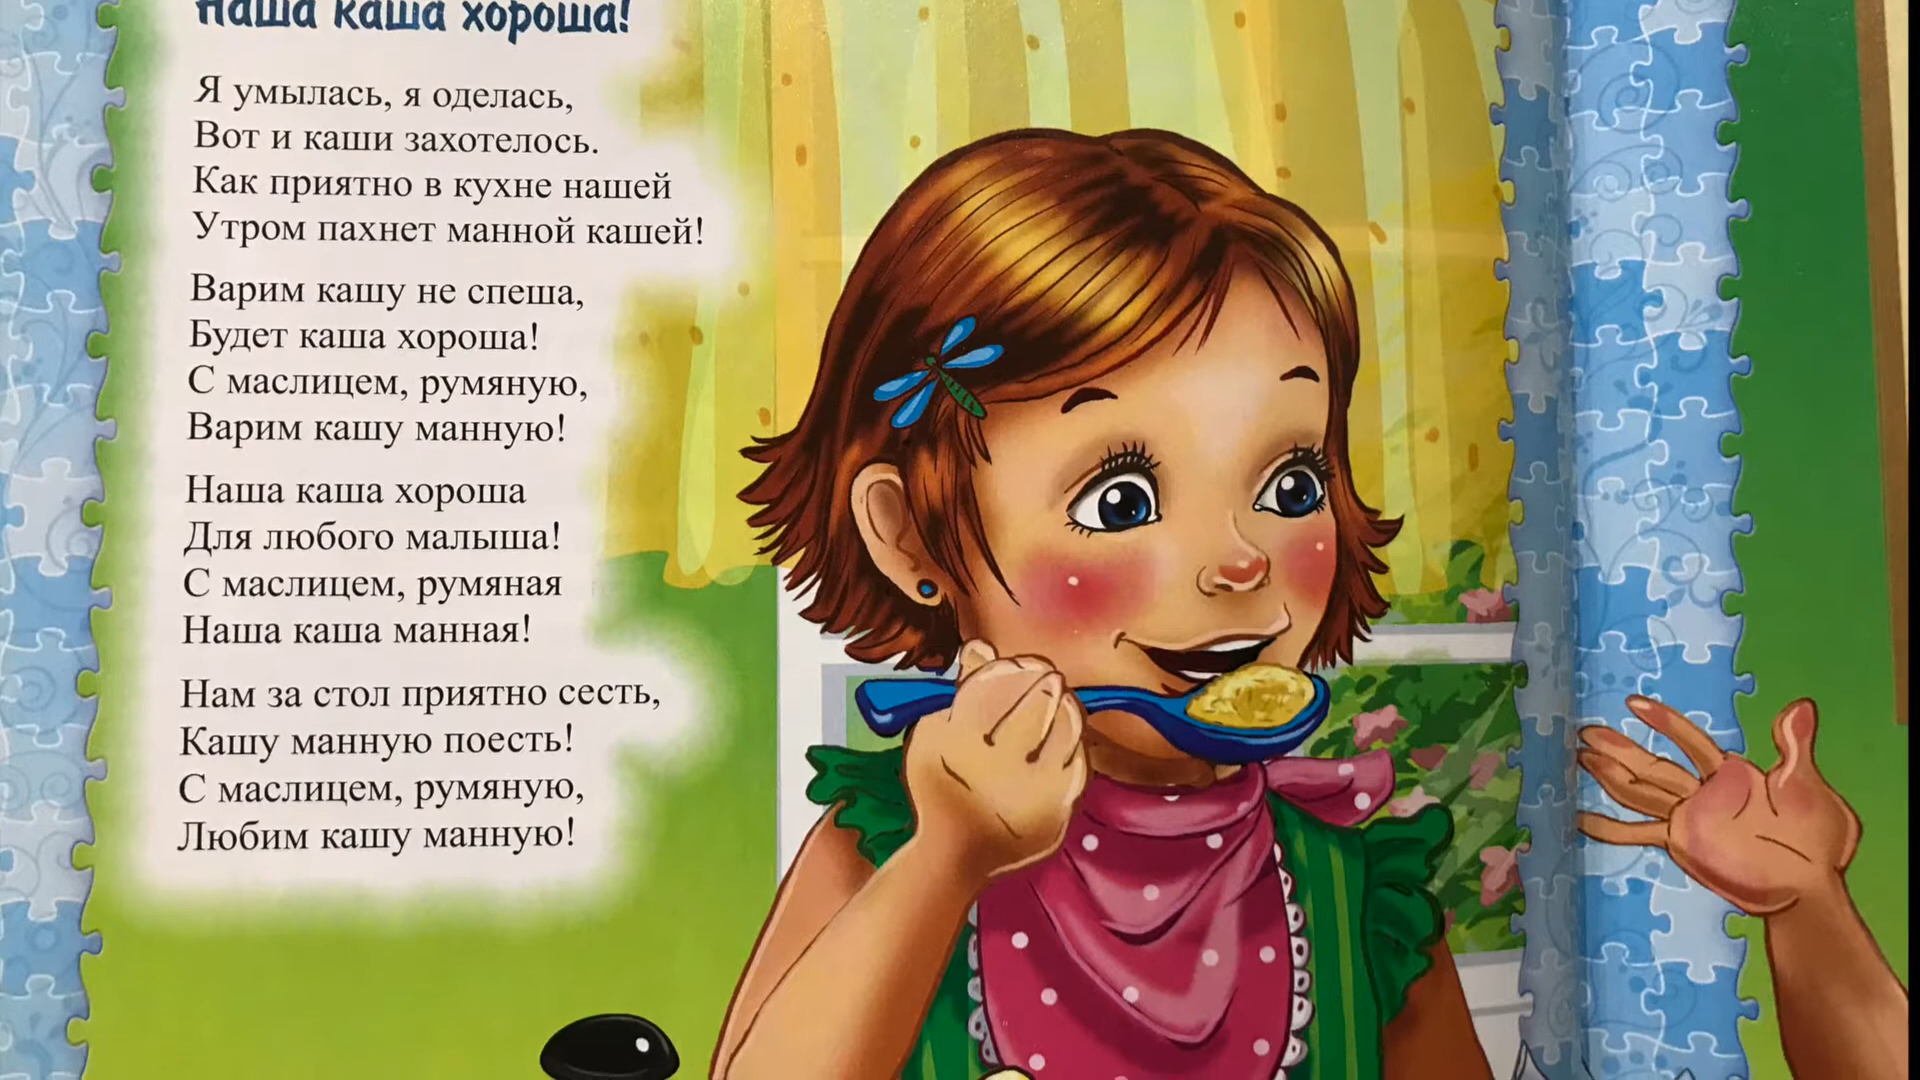 Наша каша хороша!
Я умылась, я оделась,
Вот и каши захотелось.
Как приятно в кухне нашей
Утром пахнет манной кашей!
Варим кашу не спеша,
Будет каша хороша!
С маслицем, румяную,
Варим кашу манную!
Наша каша хороша
Для любого малыша!
С маслицем, румяная
Наша каша манная!
Нам за стол приятно сесть,
Кашу манную поесть!
С маслицем, румяную,
Любим кашу манную!